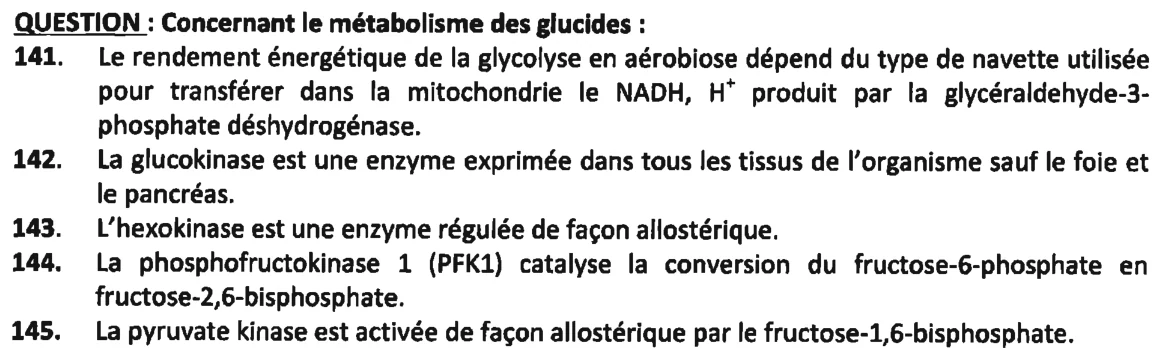 QUESTION : Concernant le métabolisme des glucides :
141. Le rendement énergétique de la glycolyse en aérobiose dépend du type de navette utilisée
pour transférer dans la mitochondrie le NADH, H⁺ produit par la glycéraldehyde-3-
phosphate déshydrogénase.
142. La glucokinase est une enzyme exprimée dans tous les tissus de l'organisme sauf le foie et
le pancréas.
143. L'hexokinase est une enzyme régulée de façon allostérique.
144. La phosphofructokinase 1 (PFK1) catalyse la conversion du fructose-6-phosphate en
fructose-2,6-bisphosphate.
145. La pyruvate kinase est activée de façon allostérique par le fructose-1,6-bisphosphate.